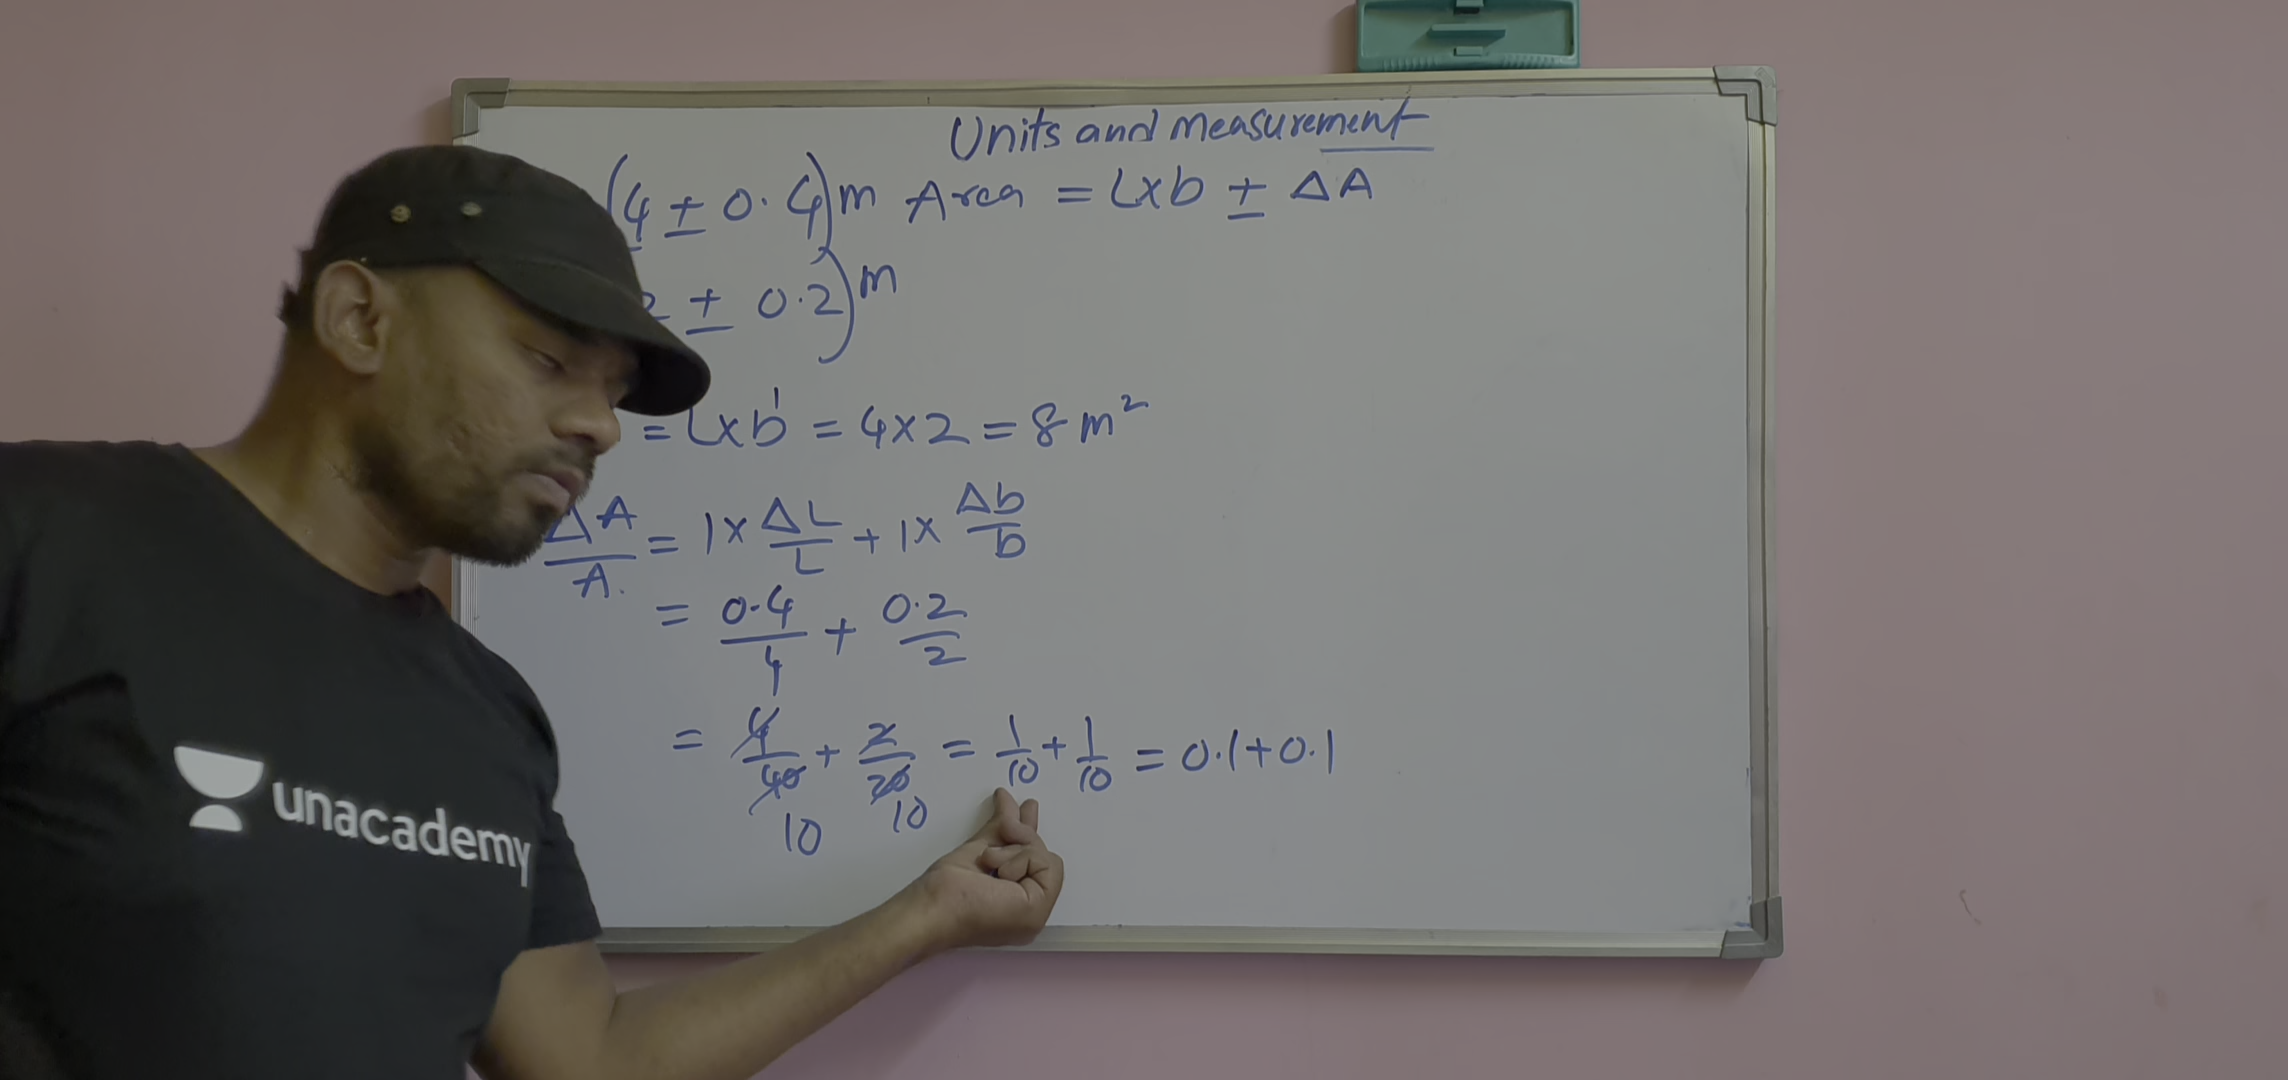 Units and measurement
(4 ± 0.4)m Area = L×b ± ΔA
2 ± 0.2)m
= L×b = 4×2 = 8 m²
ΔA/A. = 1× ΔL/L + 1× Δb/b
= 0.4/4 + 0.2/2
= 4/40 + 2/20 = 1/10 + 1/10 = 0.1+0.1
10 10
unacademy